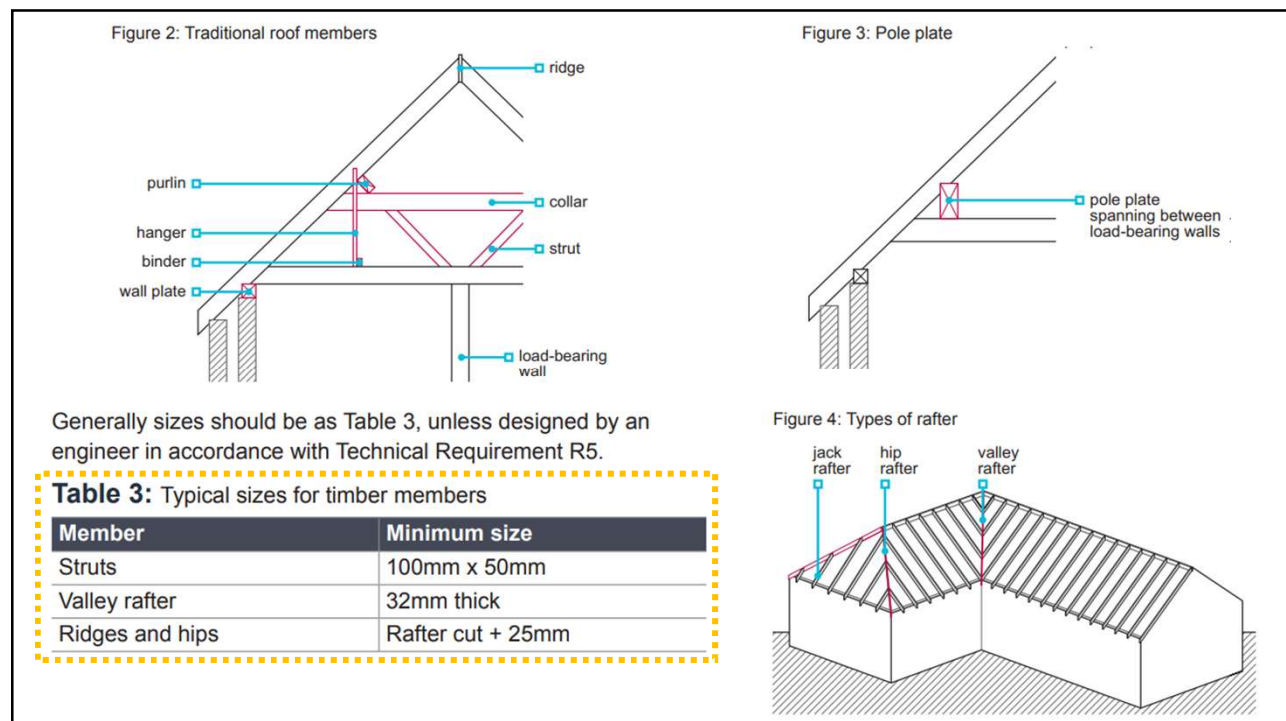 Figure 2: Traditional roof members
ridge
purlin
collar
hanger
strut
binder
wall plate
load-bearing
wall
Figure 3: Pole plate
pole plate
spanning between
load-bearing walls
Generally sizes should be as Table 3, unless designed by an
engineer in accordance with Technical Requirement R5.
Table 3: Typical sizes for timber members
Member Minimum size
Struts 100mm x 50mm
Valley rafter 32mm thick
Ridges and hips Rafter cut + 25mm
Figure 4: Types of rafter
jack
rafter
hip
rafter
valley
rafter